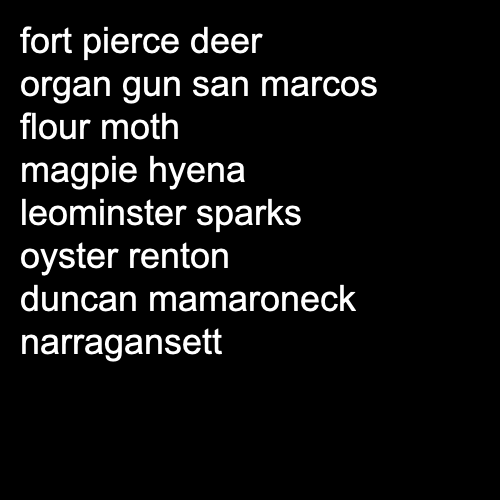 fort pierce deer
organ gun san marcos
flour moth
magpie hyena
leominster sparks
oyster renton
duncan mamaroneck
narragansett